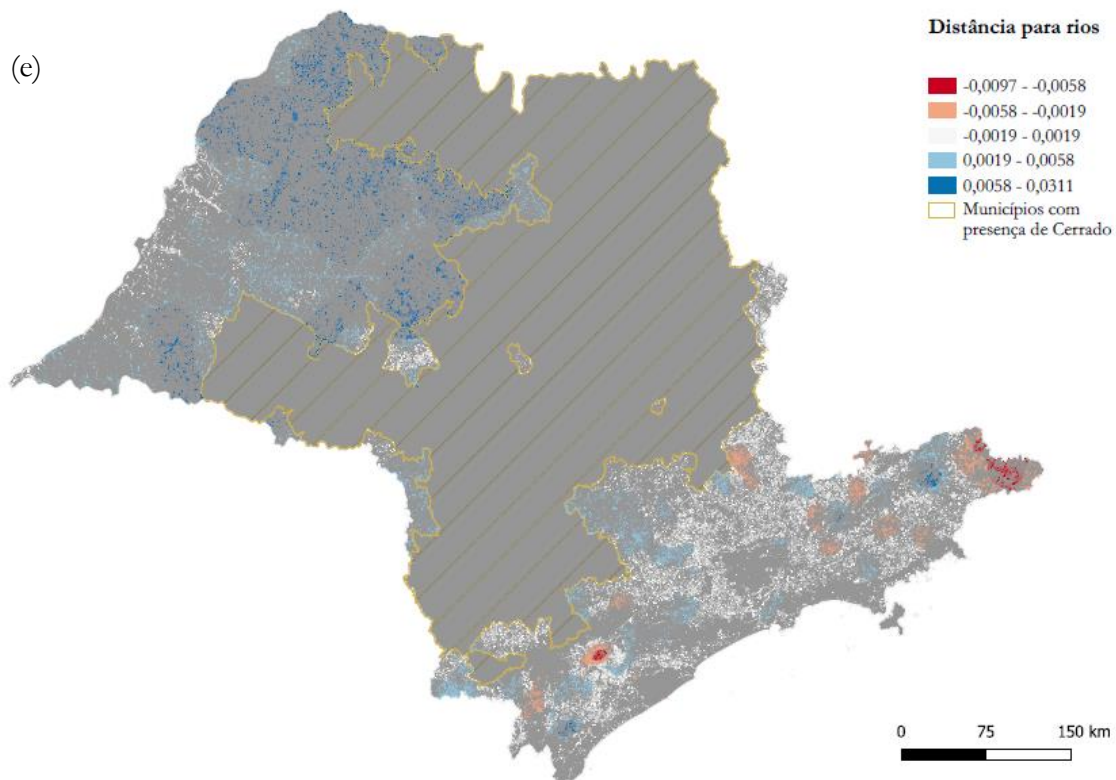 (e)
Distância para rios
-0,0097 - -0,0058
-0,0058 - -0,0019
-0,0019 - 0,0019
0,0019 - 0,0058
0,0058 - 0,0311
Municípios com
presença de Cerrado
0 75 150 km